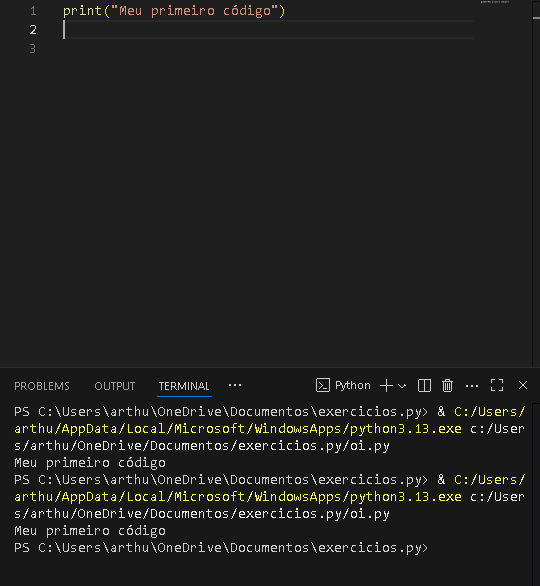 1 print("Meu primeiro código")
2
3
PROBLEMS OUTPUT TERMINAL ... Python
PS C:\Users\arthu\OneDrive\Documentos\exercicios.py> & C:/Users/
arthu/AppData/Local/Microsoft/WindowsApps/python3.13.exe c:/User
s/arthu/OneDrive/Documentos/exercicios.py/oi.py
Meu primeiro código
PS C:\Users\arthu\OneDrive\Documentos\exercicios.py> & C:/Users/
arthu/AppData/Local/Microsoft/WindowsApps/python3.13.exe c:/User
s/arthu/OneDrive/Documentos/exercicios.py/oi.py
Meu primeiro código
PS C:\Users\arthu\OneDrive\Documentos\exercicios.py>